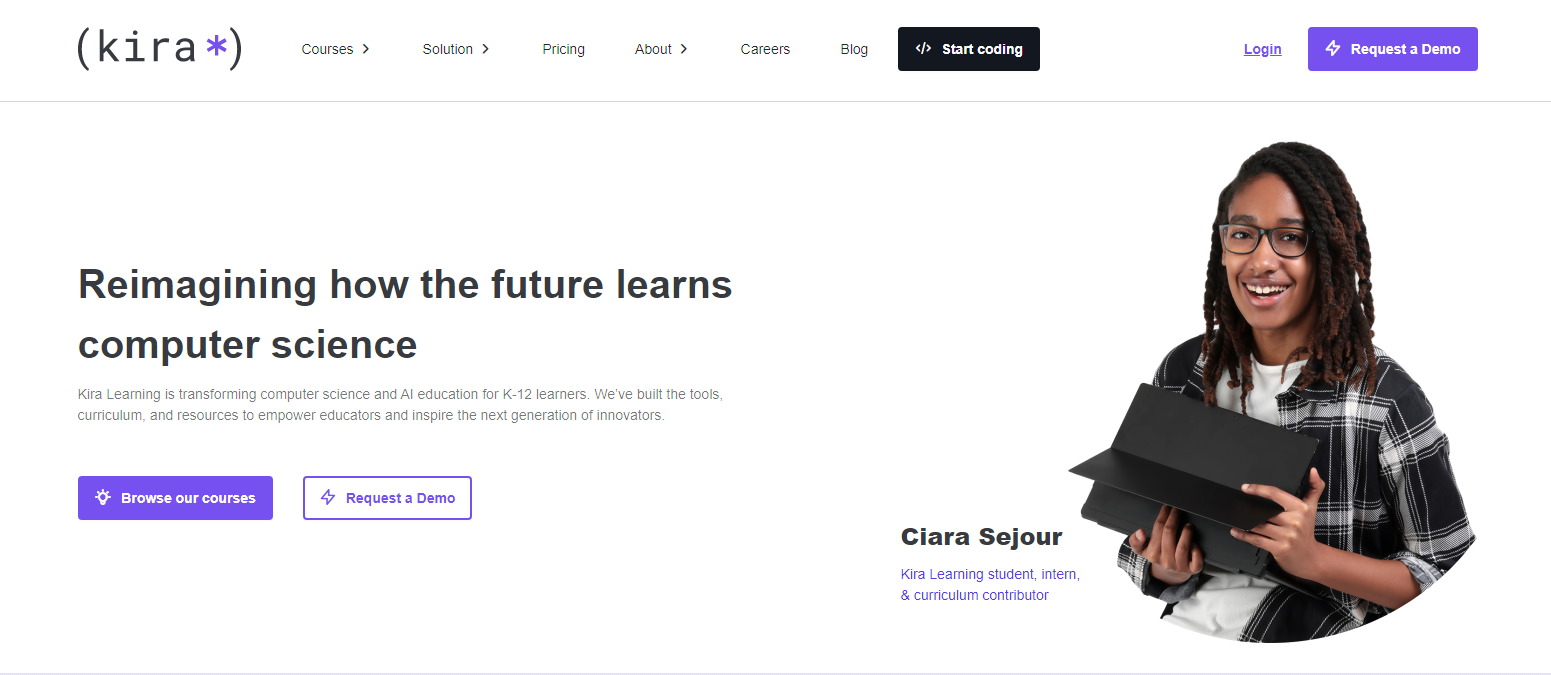 (kira*)
Courses
Solution
Pricing
About
Careers
Blog
</> Start coding
Login
Request a Demo
Reimagining how the future learns
computer science
Kira Learning is transforming computer science and AI education for K-12 learners. We’ve built the tools,
curriculum, and resources to empower educators and inspire the next generation of innovators.
Browse our courses
Request a Demo
Ciara Sejour
Kira Learning student, intern,
& curriculum contributor